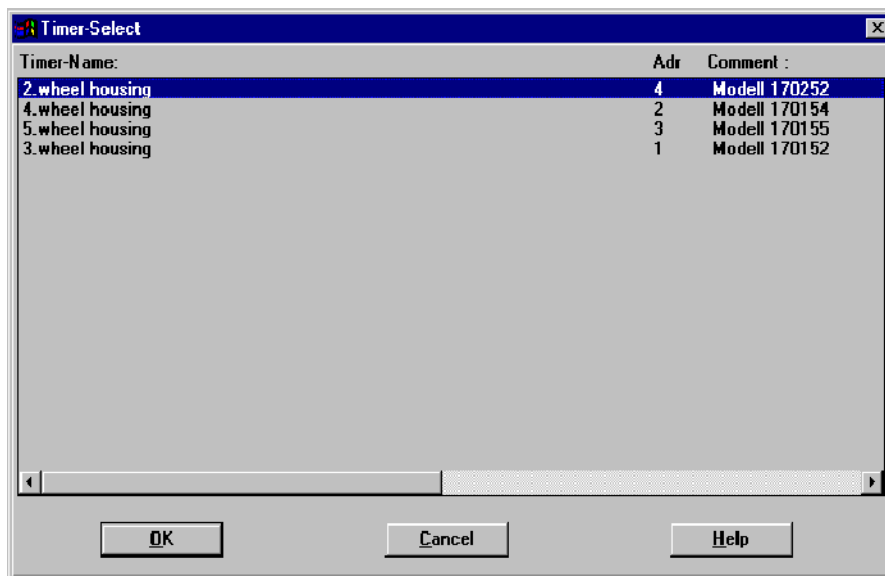 Timer-Select
Timer-Name: Adr Comment :
2.wheel housing 4 Modell 170252
4.wheel housing 2 Modell 170154
5.wheel housing 3 Modell 170155
3.wheel housing 1 Modell 170152
OK Cancel Help